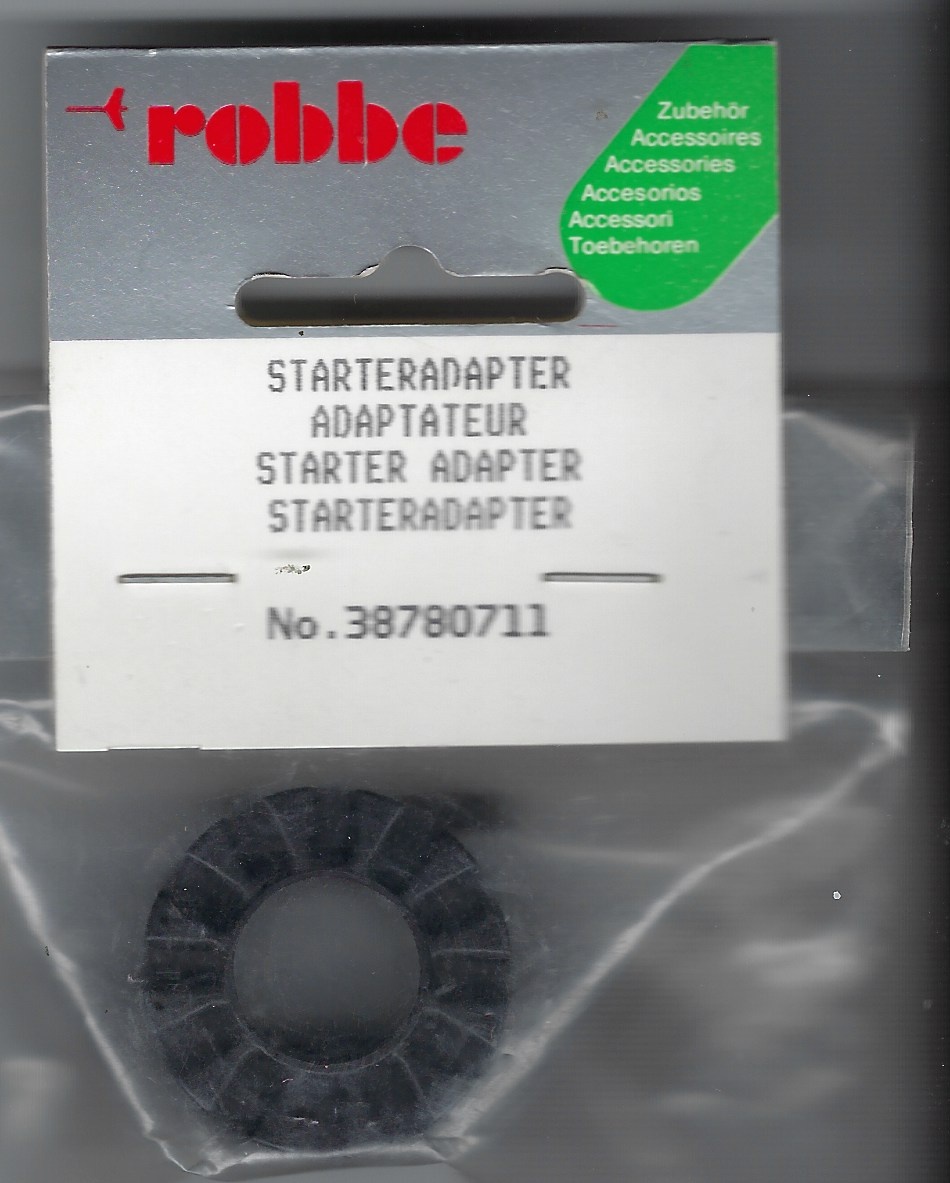 robbe
Zubehör
Accessoires
Accessories
Accesorios
Accessori
Toebehoren
STARTERADAPTER
ADAPTATEUR
STARTER ADAPTER
STARTERADAPTER
No.38780711